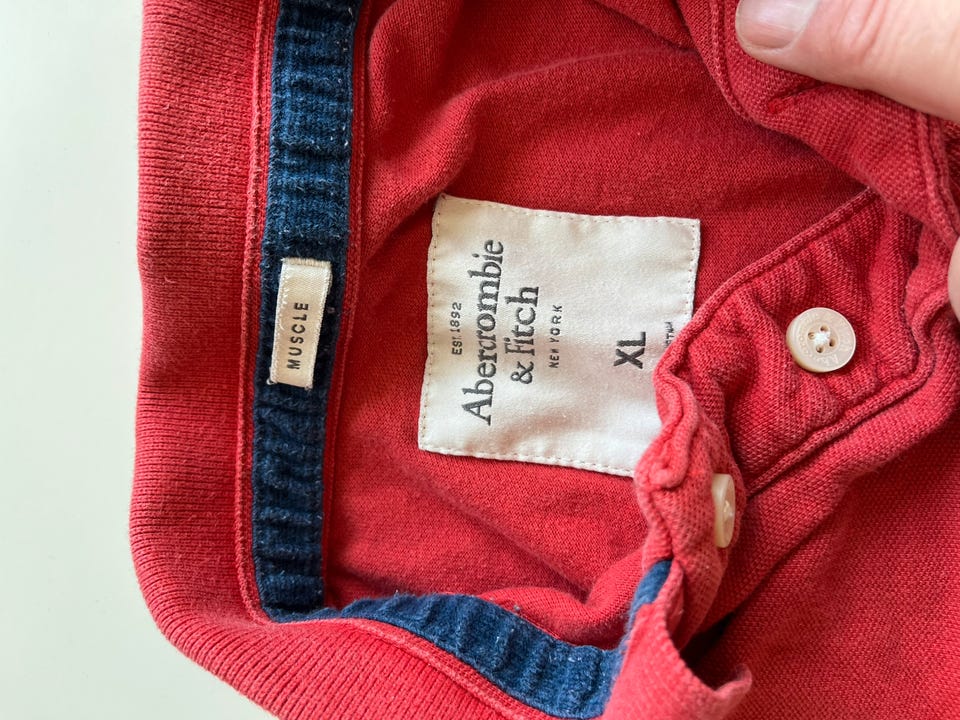 MUSCLE
EST. 1892
Abercrombie
& Fitch
NEW YORK
XL